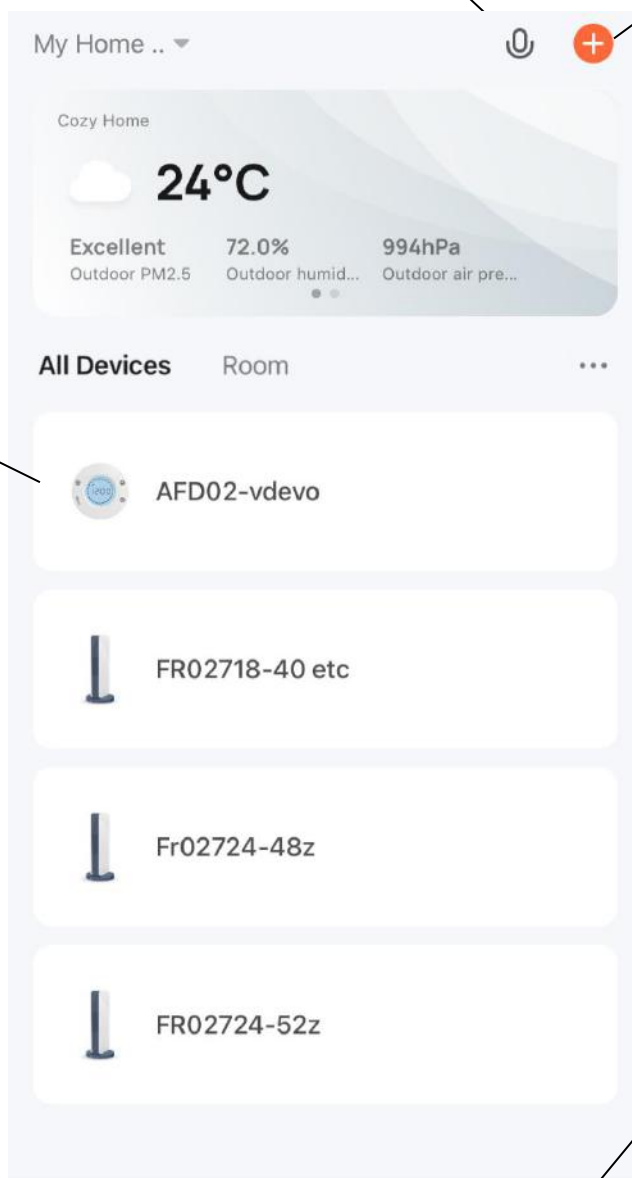 My Home ..
Cozy Home
24°C
Excellent 72.0% 994hPa
Outdoor PM2.5 Outdoor humid... Outdoor air pre...
All Devices Room
AFD02-vdevo
FR02718-40 etc
Fr02724-48z
FR02724-52z